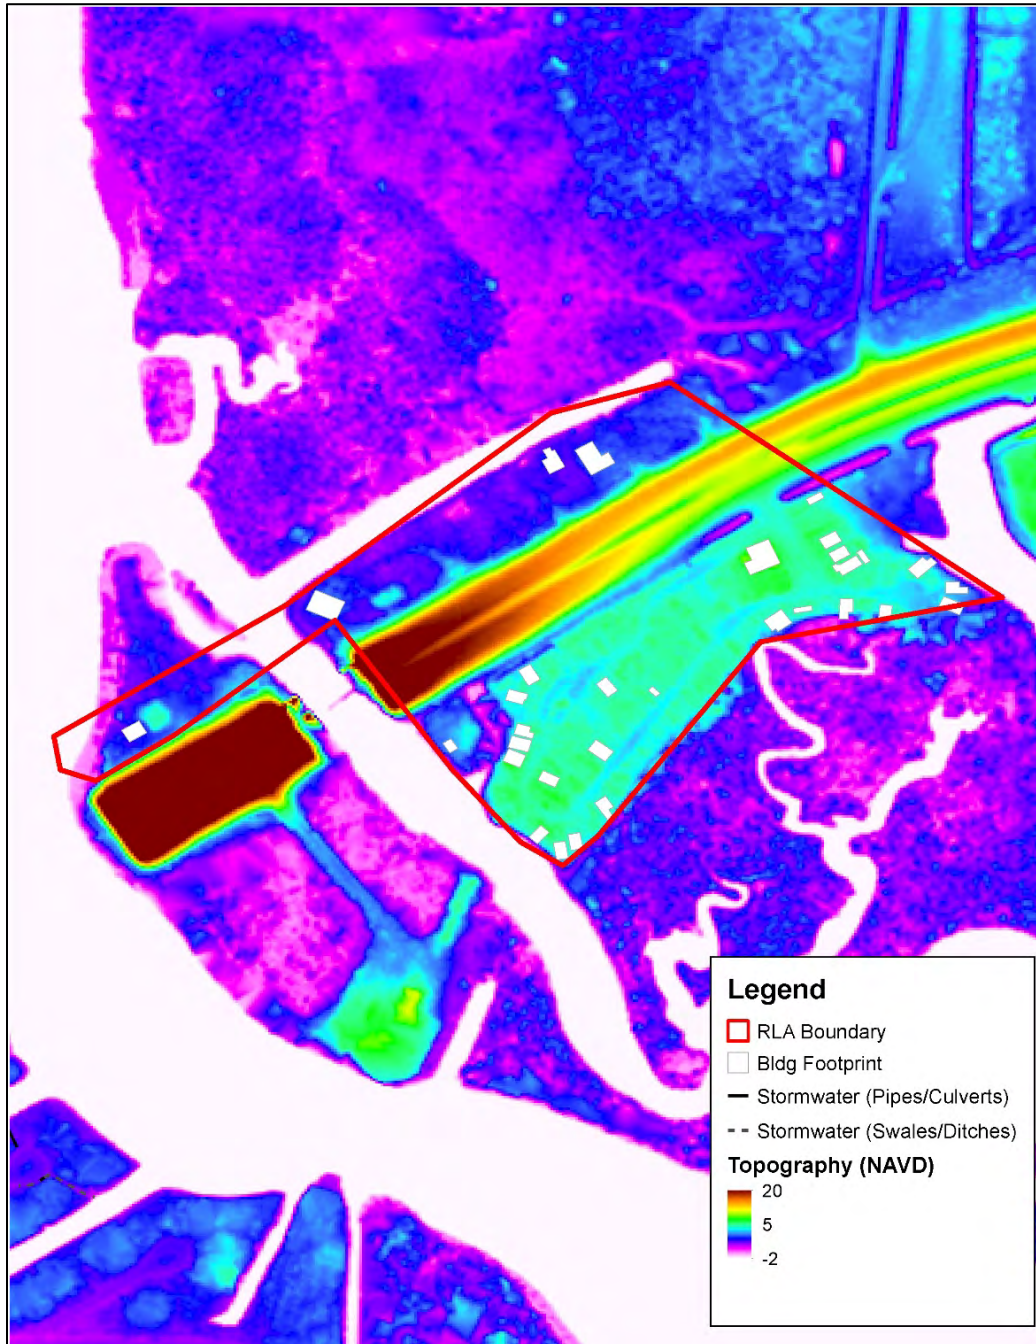 Legend
RLA Boundary
Bldg Footprint
Stormwater (Pipes/Culverts)
Stormwater (Swales/Ditches)
Topography (NAVD)
20
5
-2